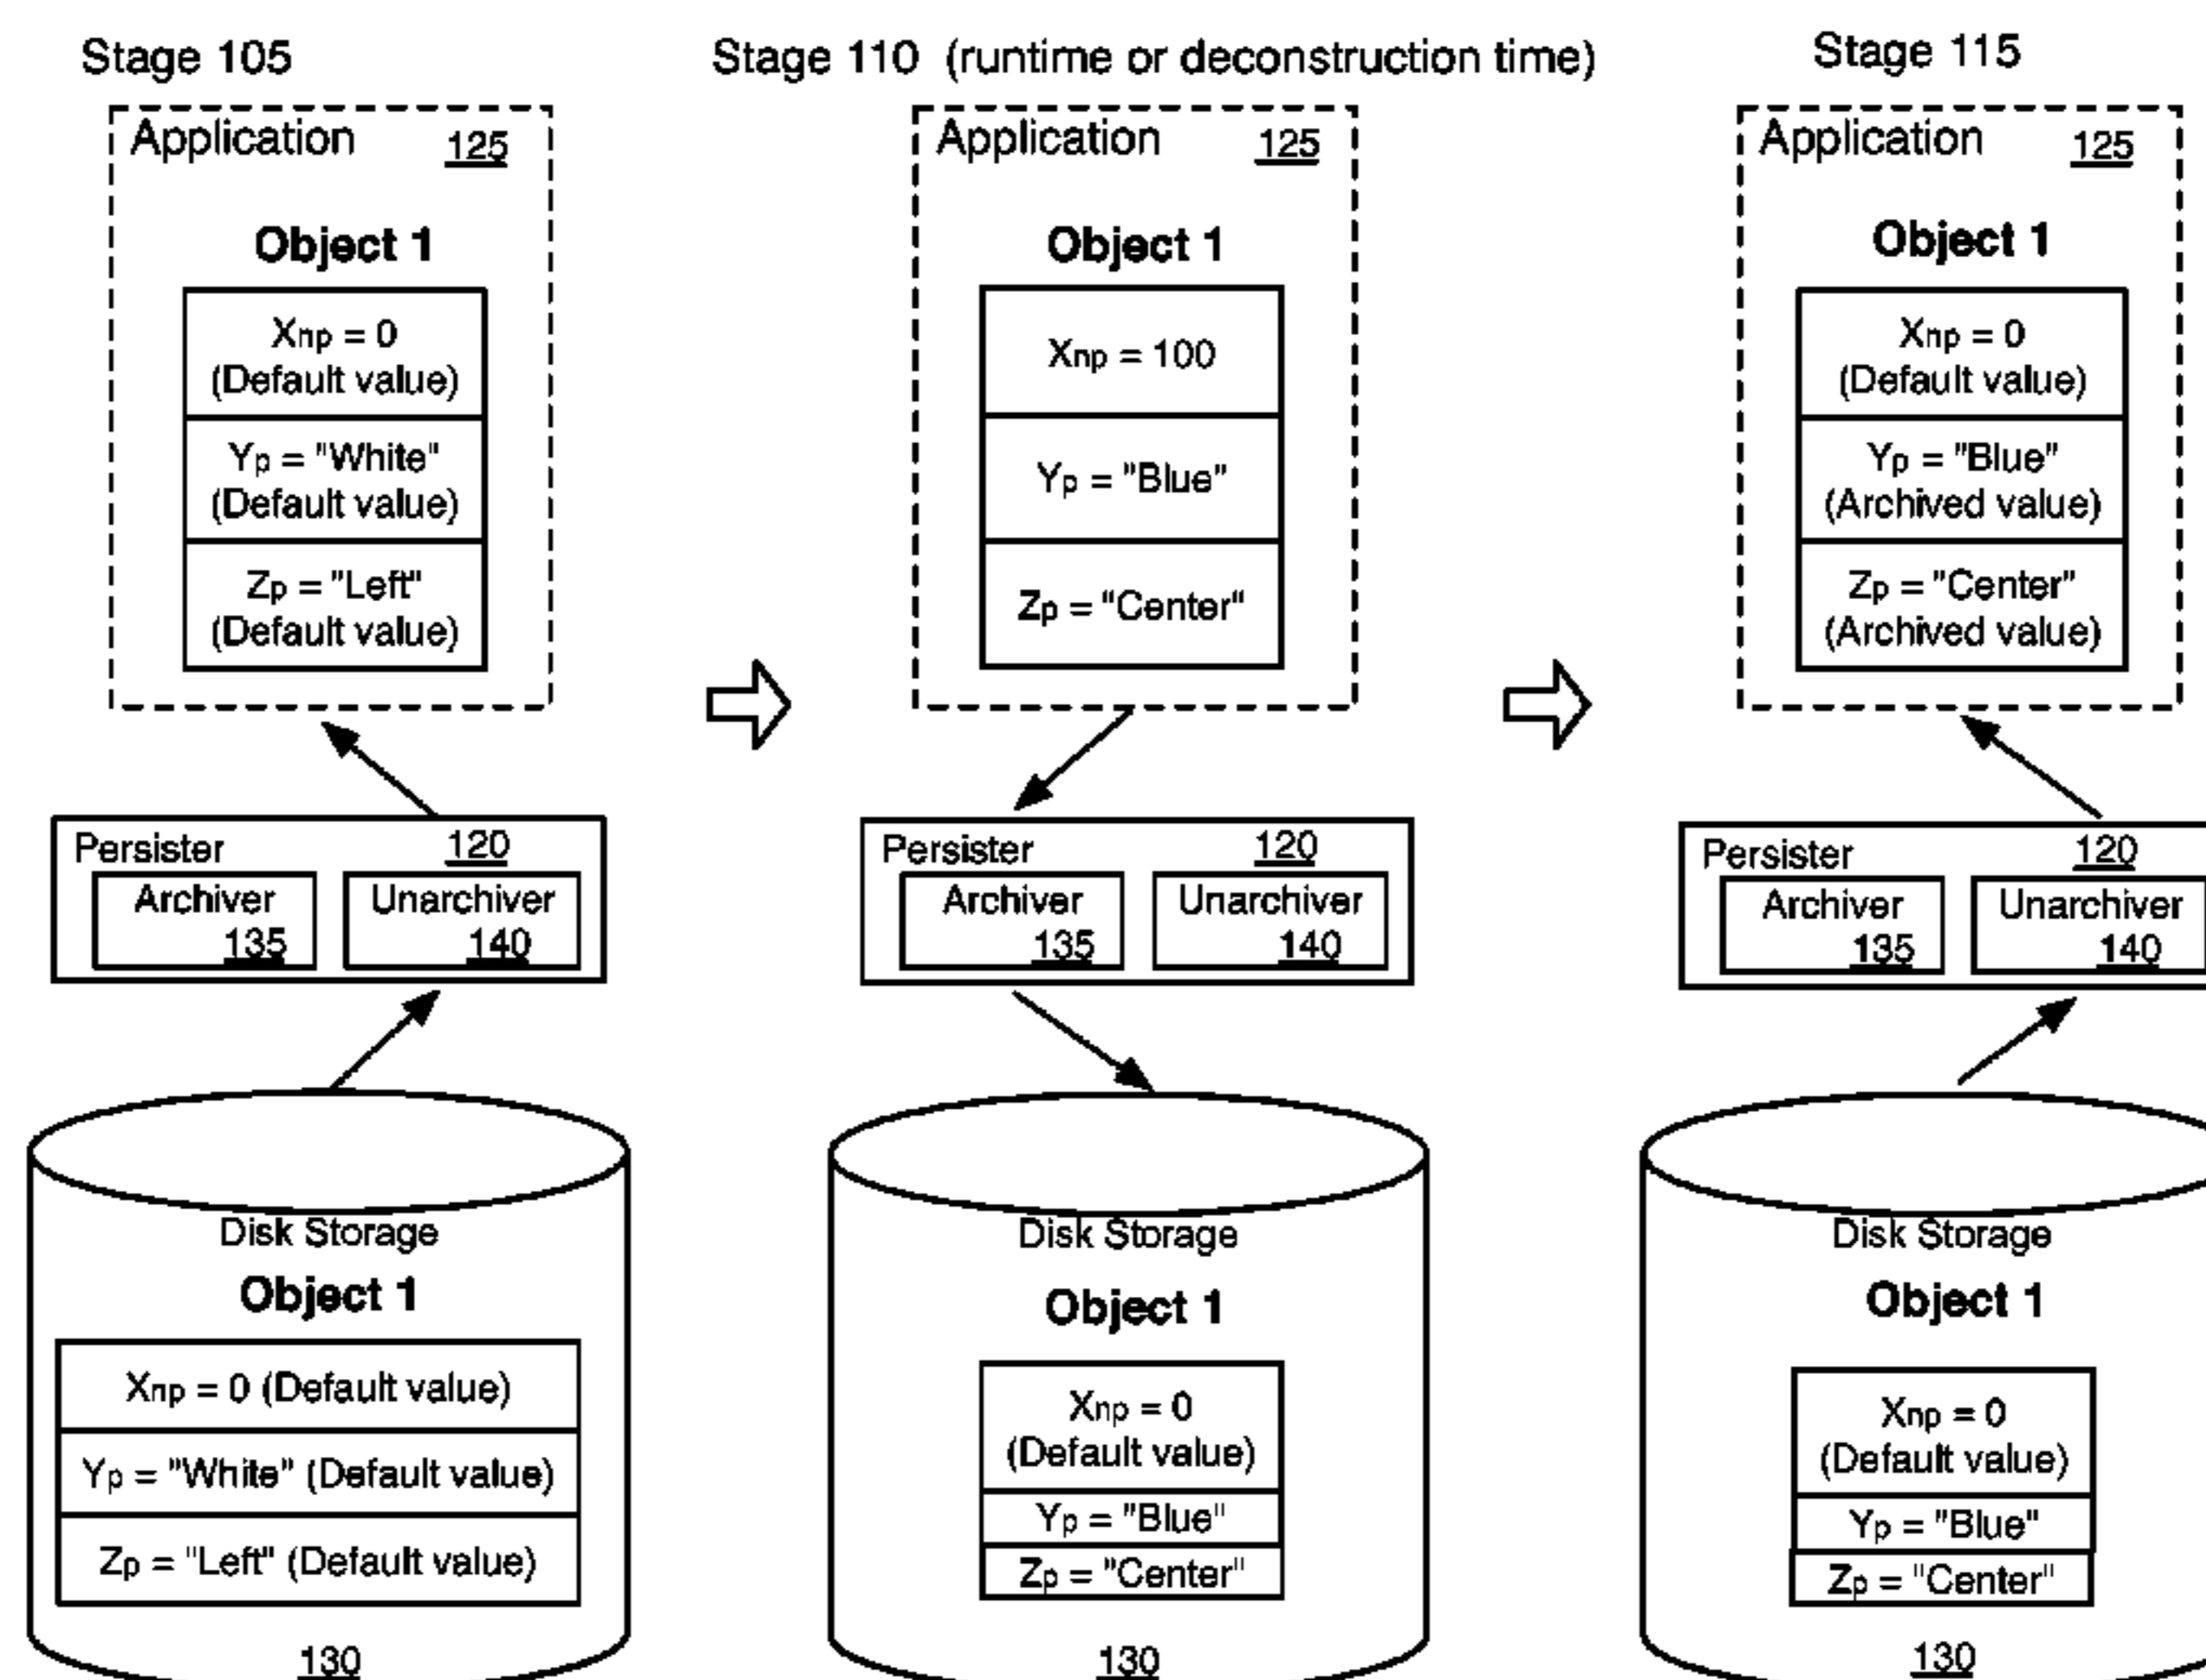 Stage 105
Application 125
Object 1
Xnp = 0
(Default value)
Yp = "White"
(Default value)
Zp = "Left"
(Default value)
Persister 120
Archiver
135
Unarchiver
140
Disk Storage
Object 1
Xnp = 0 (Default value)
Yp = "White" (Default value)
Zp = "Left" (Default value)
130
Stage 110 (runtime or deconstruction time)
Application 125
Object 1
Xnp = 100
Yp = "Blue"
Zp = "Center"
Persister 120
Archiver
135
Unarchiver
140
Disk Storage
Object 1
Xnp = 0
(Default value)
Yp = "Blue"
Zp = "Center"
130
Stage 115
Application 125
Object 1
Xnp = 0
(Default value)
Yp = "Blue"
(Archived value)
Zp = "Center"
(Archived value)
Persister 120
Archiver
135
Unarchiver
140
Disk Storage
Object 1
Xnp = 0
(Default value)
Yp = "Blue"
Zp = "Center"
130